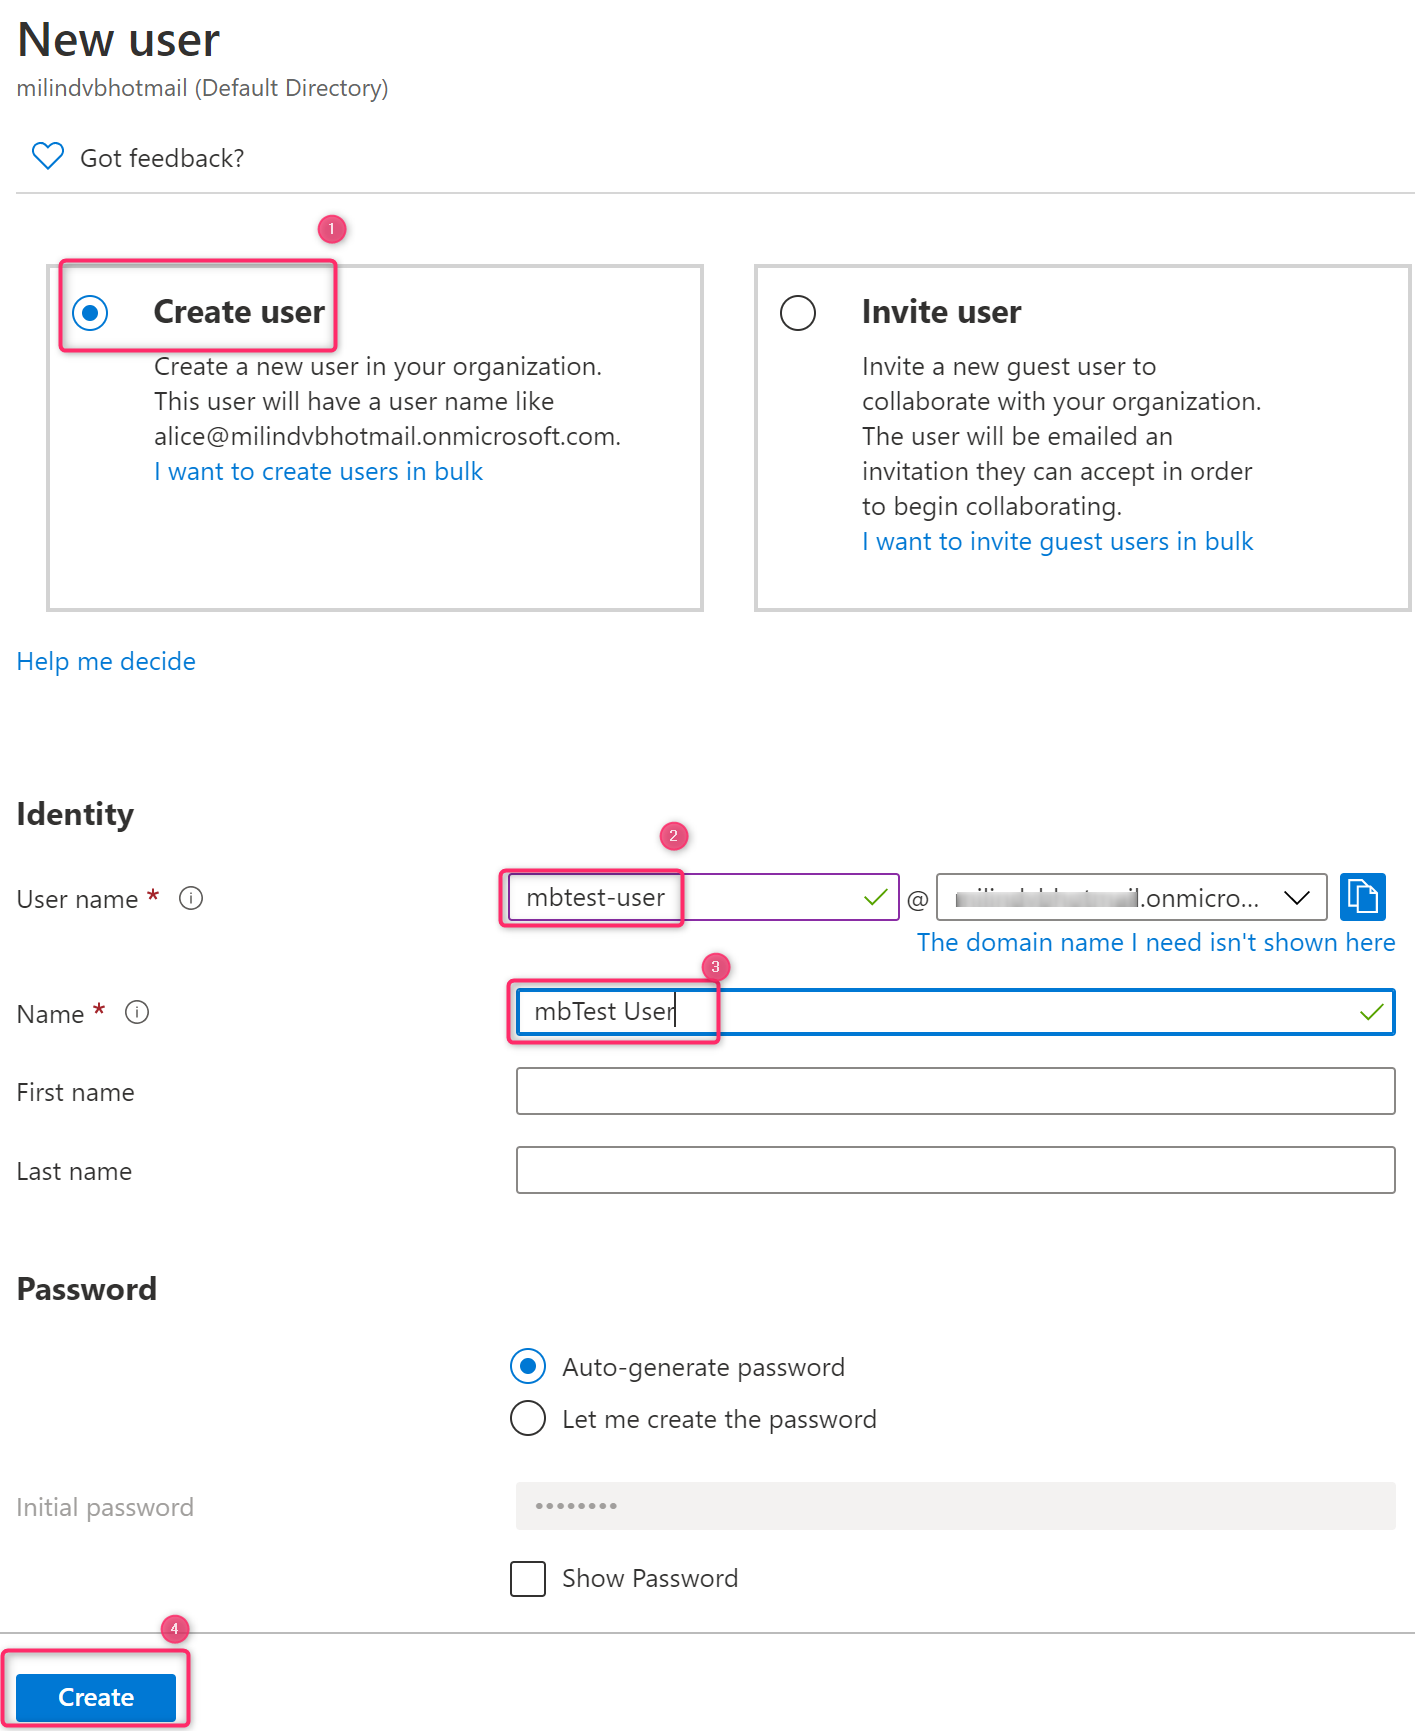 New user
milindvbhotmail (Default Directory)
Got feedback?
1
Create user
Create a new user in your organization.
This user will have a user name like
alice@milindvbhotmail.onmicrosoft.com.
I want to create users in bulk
Invite user
Invite a new guest user to
collaborate with your organization.
The user will be emailed an
invitation they can accept in order
to begin collaborating.
I want to invite guest users in bulk
Help me decide
Identity
2
User name * mbtest-user @ .onmicro...
The domain name I need isn't shown here
3
Name * mbTest User
First name
Last name
Password
Auto-generate password
Let me create the password
Initial password ••••••••
Show Password
4
Create